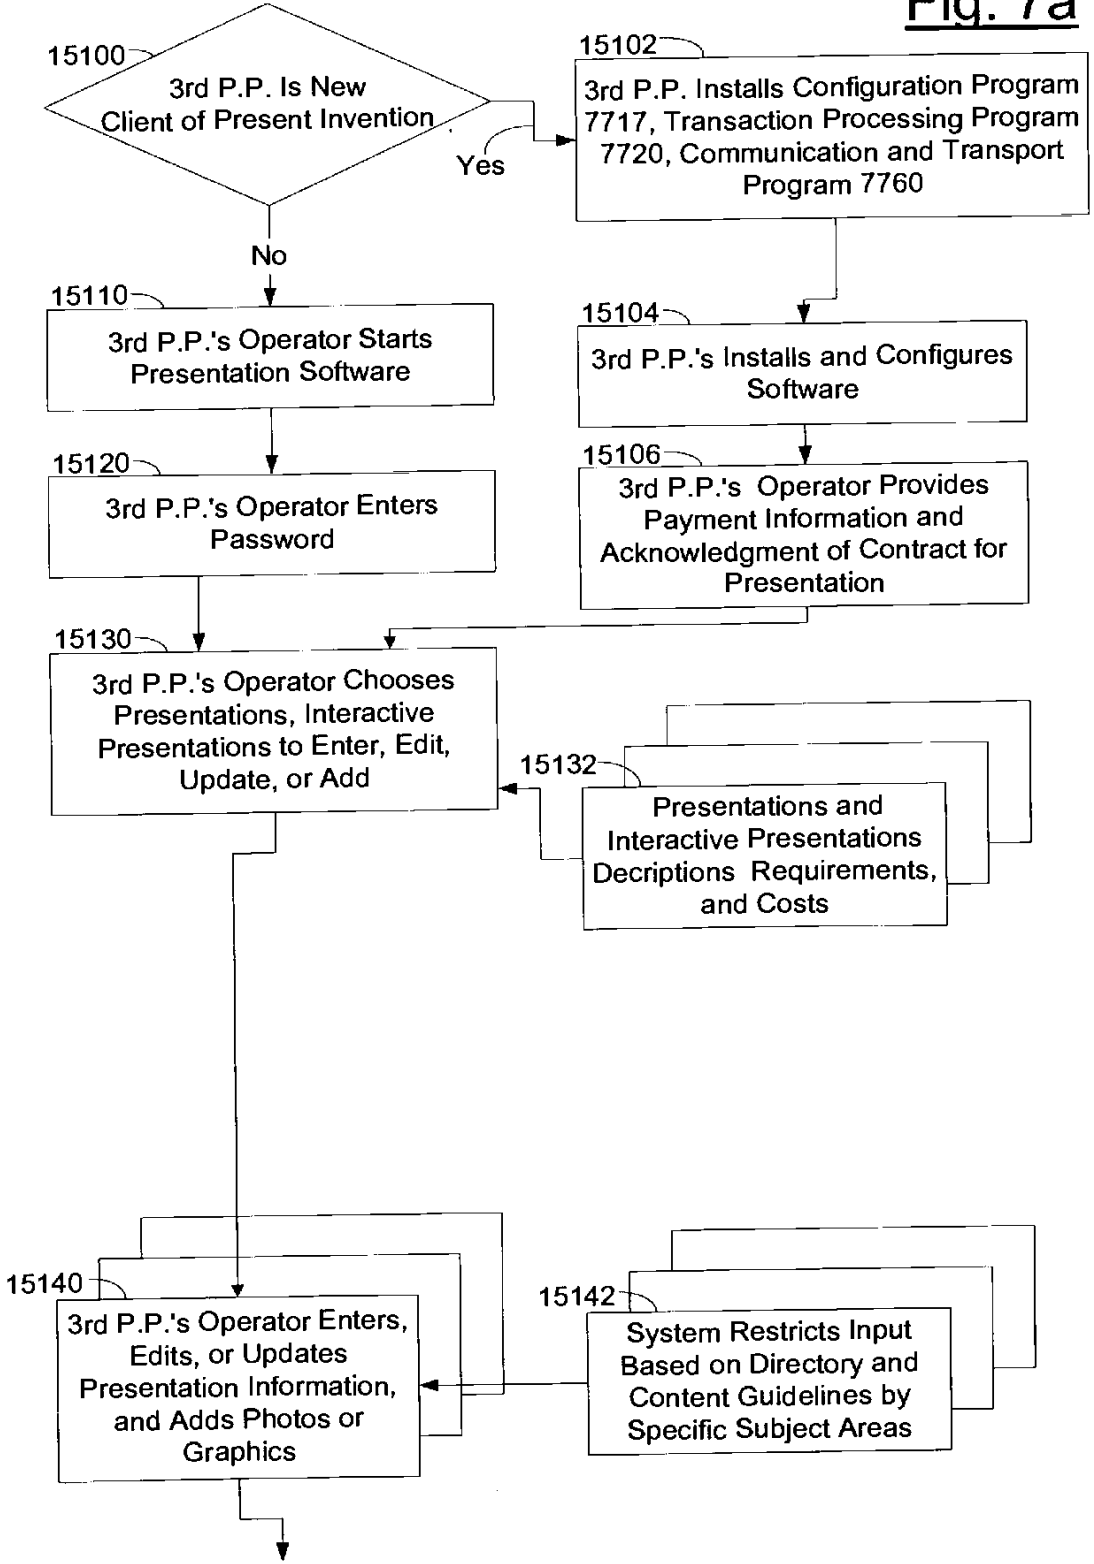 Fig. 7a
15100
3rd P.P. Is New
Client of Present Invention
Yes
No
15102
3rd P.P. Installs Configuration Program
7717, Transaction Processing Program
7720, Communication and Transport
Program 7760
15110
3rd P.P.'s Operator Starts
Presentation Software
15104
3rd P.P.'s Installs and Configures
Software
15120
3rd P.P.'s Operator Enters
Password
15106
3rd P.P.'s Operator Provides
Payment Information and
Acknowledgment of Contract for
Presentation
15130
3rd P.P.'s Operator Chooses
Presentations, Interactive
Presentations to Enter, Edit,
Update, or Add
15132
Presentations and
Interactive Presentations
Decriptions Requirements,
and Costs
15140
3rd P.P.'s Operator Enters,
Edits, or Updates
Presentation Information,
and Adds Photos or
Graphics
15142
System Restricts Input
Based on Directory and
Content Guidelines by
Specific Subject Areas